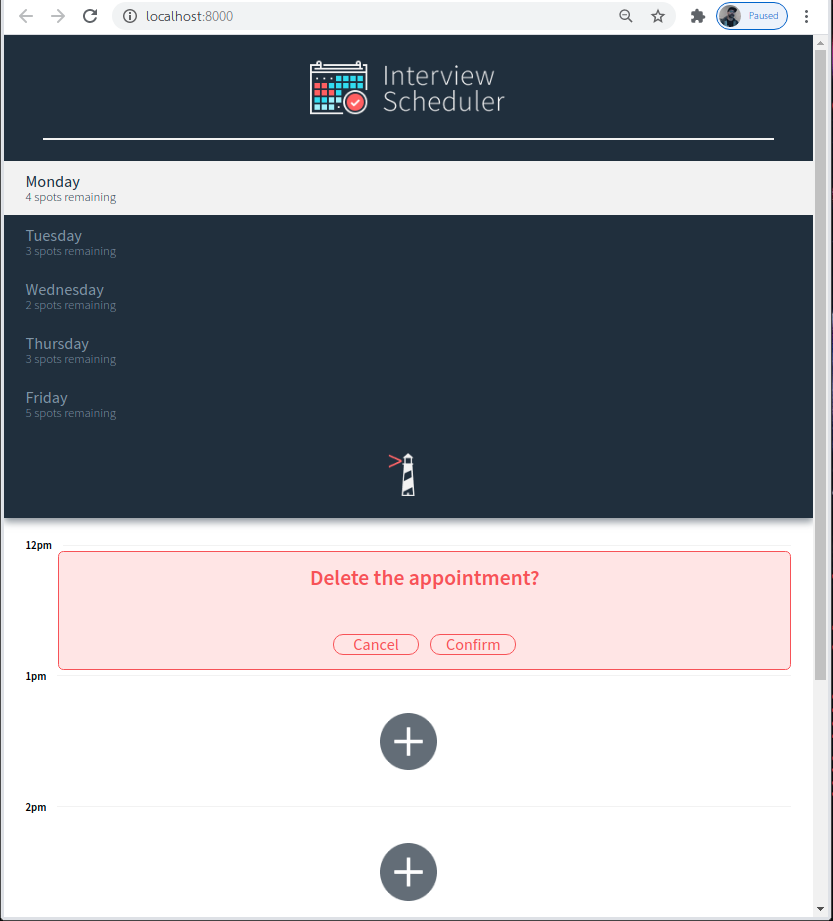 localhost:8000
Paused
Interview
Scheduler
Monday
4 spots remaining
Tuesday
3 spots remaining
Wednesday
2 spots remaining
Thursday
3 spots remaining
Friday
5 spots remaining
12pm
Delete the appointment?
Cancel Confirm
1pm
2pm